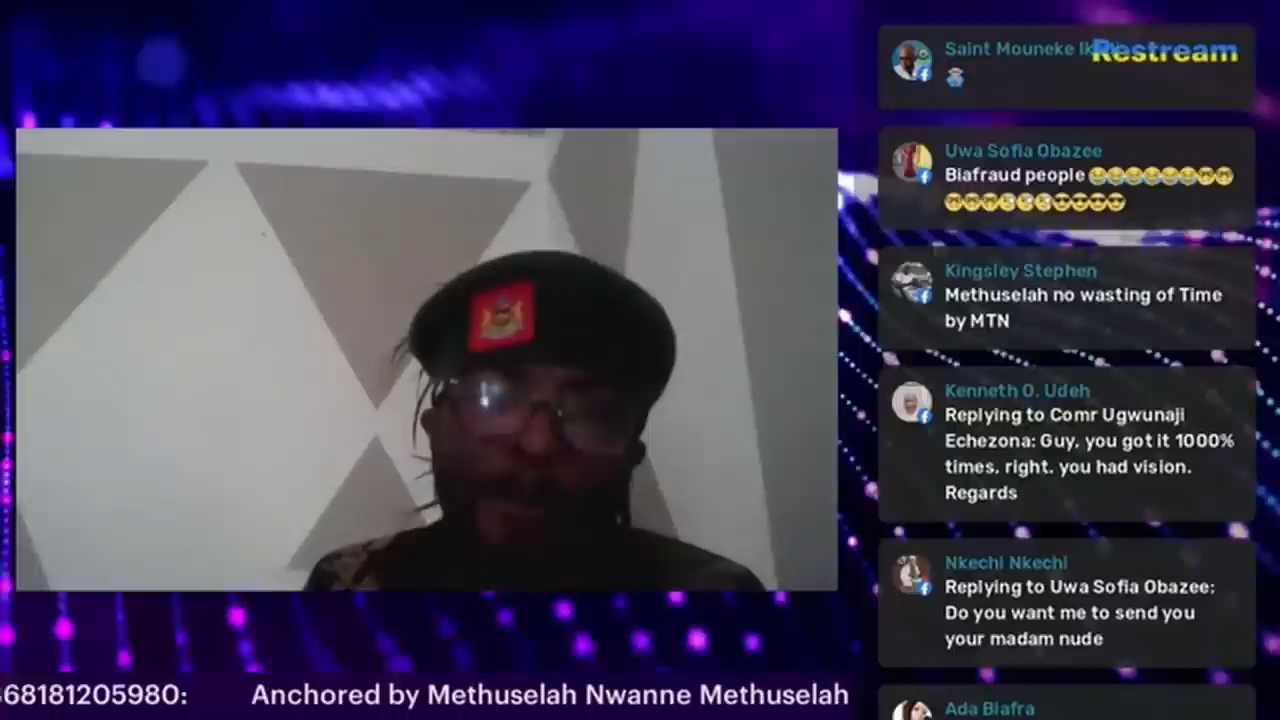 Saint Mouneke
Restream
Uwa Sofia Obazee
Biafraud people 😂😂😂😂😂😂🤓🤓
🤓🤓🤓🧐🧐🧐😎😎😎😎
Kingsley Stephen
Methuselah no wasting of Time
by MTN
Kenneth O. Udeh
Replying to Comr Ugwunaji
Echezona: Guy, you got it 1000%
times, right. you had vision.
Regards
Nkechi Nkechi
Replying to Uwa Sofia Obazee:
Do you want me to send you
your madam nude
Ada Biafra
68181205980: Anchored by Methuselah Nwanne Methuselah